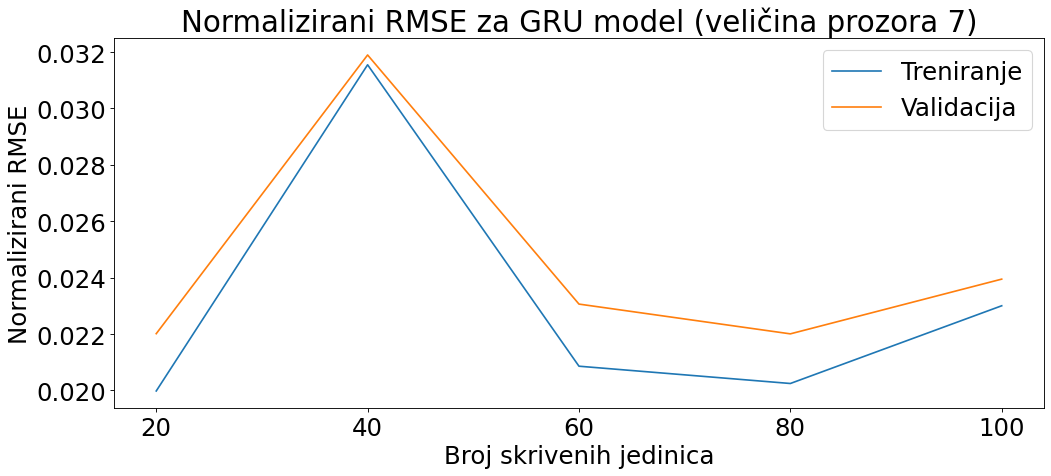 Normalizirani RMSE za GRU model (veličina prozora 7)
Normalizirani RMSE
0.032
0.030
0.028
0.026
0.024
0.022
0.020
Treniranje
Validacija
20 40 60 80 100
Broj skrivenih jedinica